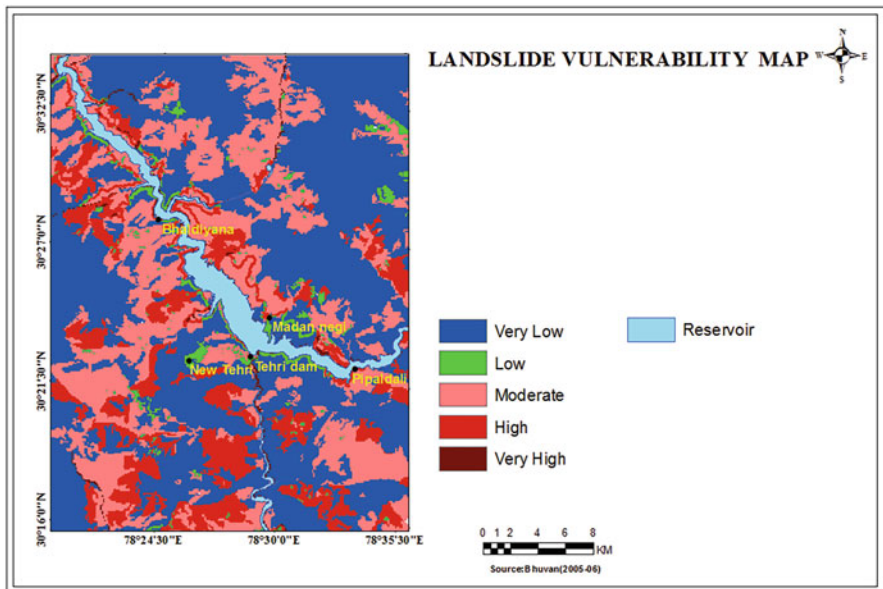 LANDSLIDE VULNERABILITY MAP
N
W E
S
30°32'30"N
30°27'0"N
30°21'30"N
30°16'0"N
78°24'30"E
78°30'0"E
78°35'30"E
Bhaldiyana
Madan negi
New Tehri
Tehri dam
Pipaldali
Very Low
Low
Moderate
High
Very High
Reservoir
0 1 2 4 6 8
KM
Source:Bhuvan(2005-06)